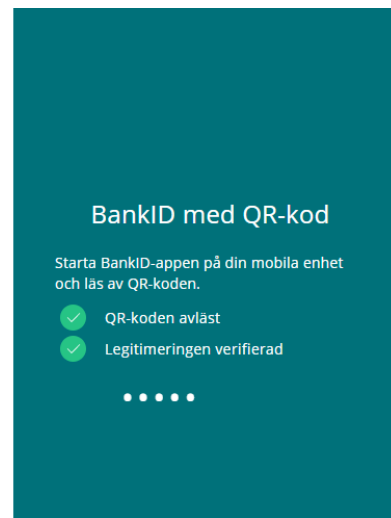 BankID med QR-kod
Starta BankID-appen på din mobila enhet
och läs av QR-koden.
QR-koden avläst
Legitimeringen verifierad